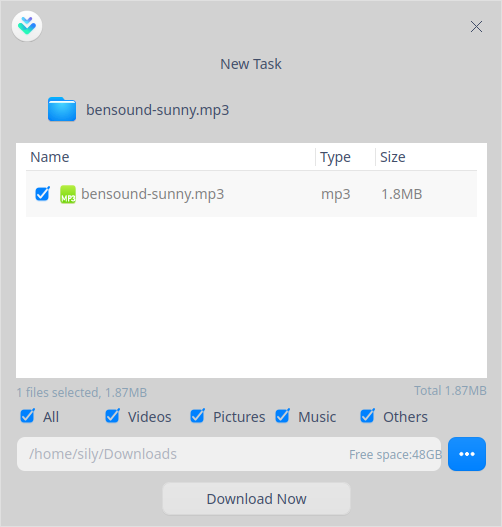 New Task
bensound-sunny.mp3
Name Type Size
MP3 bensound-sunny.mp3 mp3 1.8MB
1 files selected, 1.87MB Total 1.87MB
All Videos Pictures Music Others
/home/sily/Downloads Free space:48GB
Download Now